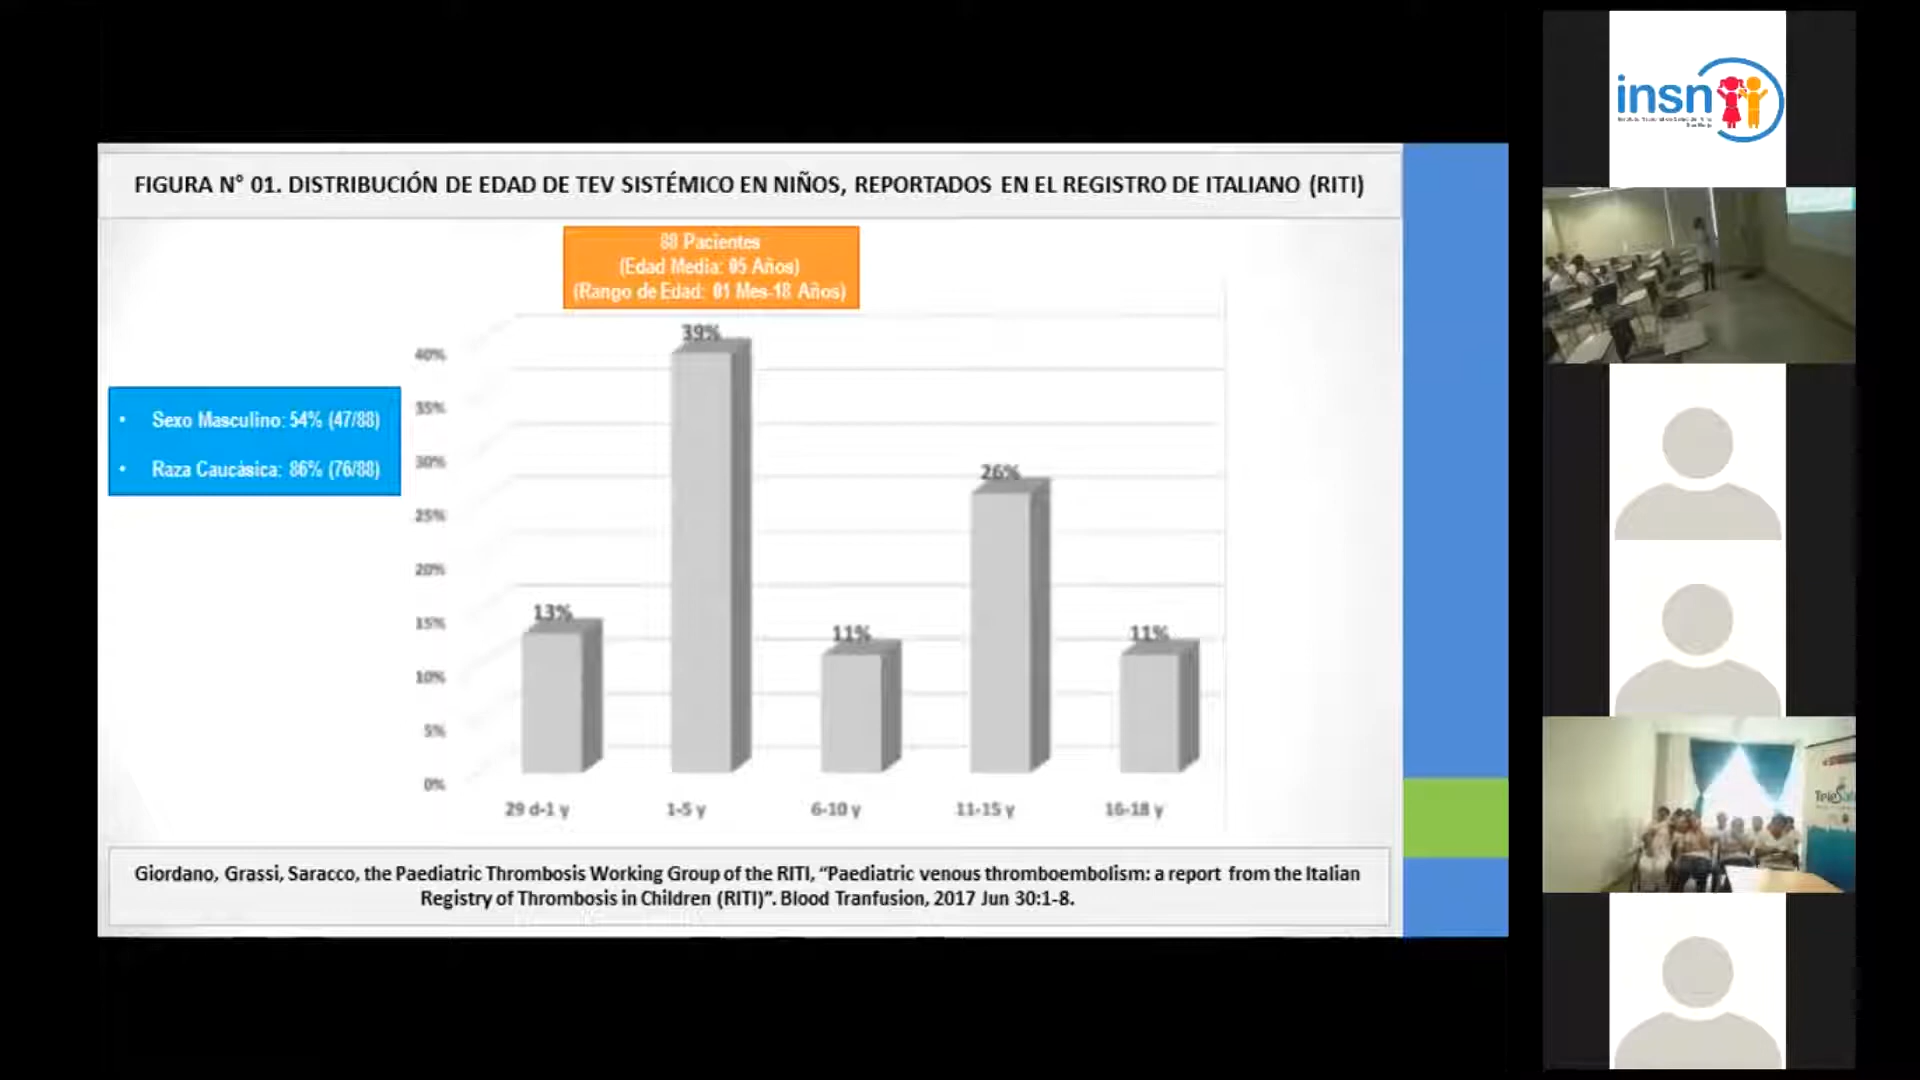 FIGURA N° 01. DISTRIBUCIÓN DE EDAD DE TEV SISTÉMICO EN NIÑOS, REPORTADOS EN EL REGISTRO DE ITALIANO (RITI)
88 Pacientes
(Edad Media: 05 Años)
(Rango de Edad: 01 Mes-18 Años)
• Sexo Masculino: 54% (47/88)
• Raza Caucásica: 86% (76/88)
40%
35%
30%
25%
20%
15%
10%
5%
0%
13%
39%
11%
26%
11%
29 d-1 y
1-5 y
6-10 y
11-15 y
16-18 y
Giordano, Grassi, Saracco, the Paediatric Thrombosis Working Group of the RITI, “Paediatric venous thromboembolism: a report from the Italian
Registry of Thrombosis in Children (RITI)”. Blood Tranfusion, 2017 Jun 30:1-8.
insn